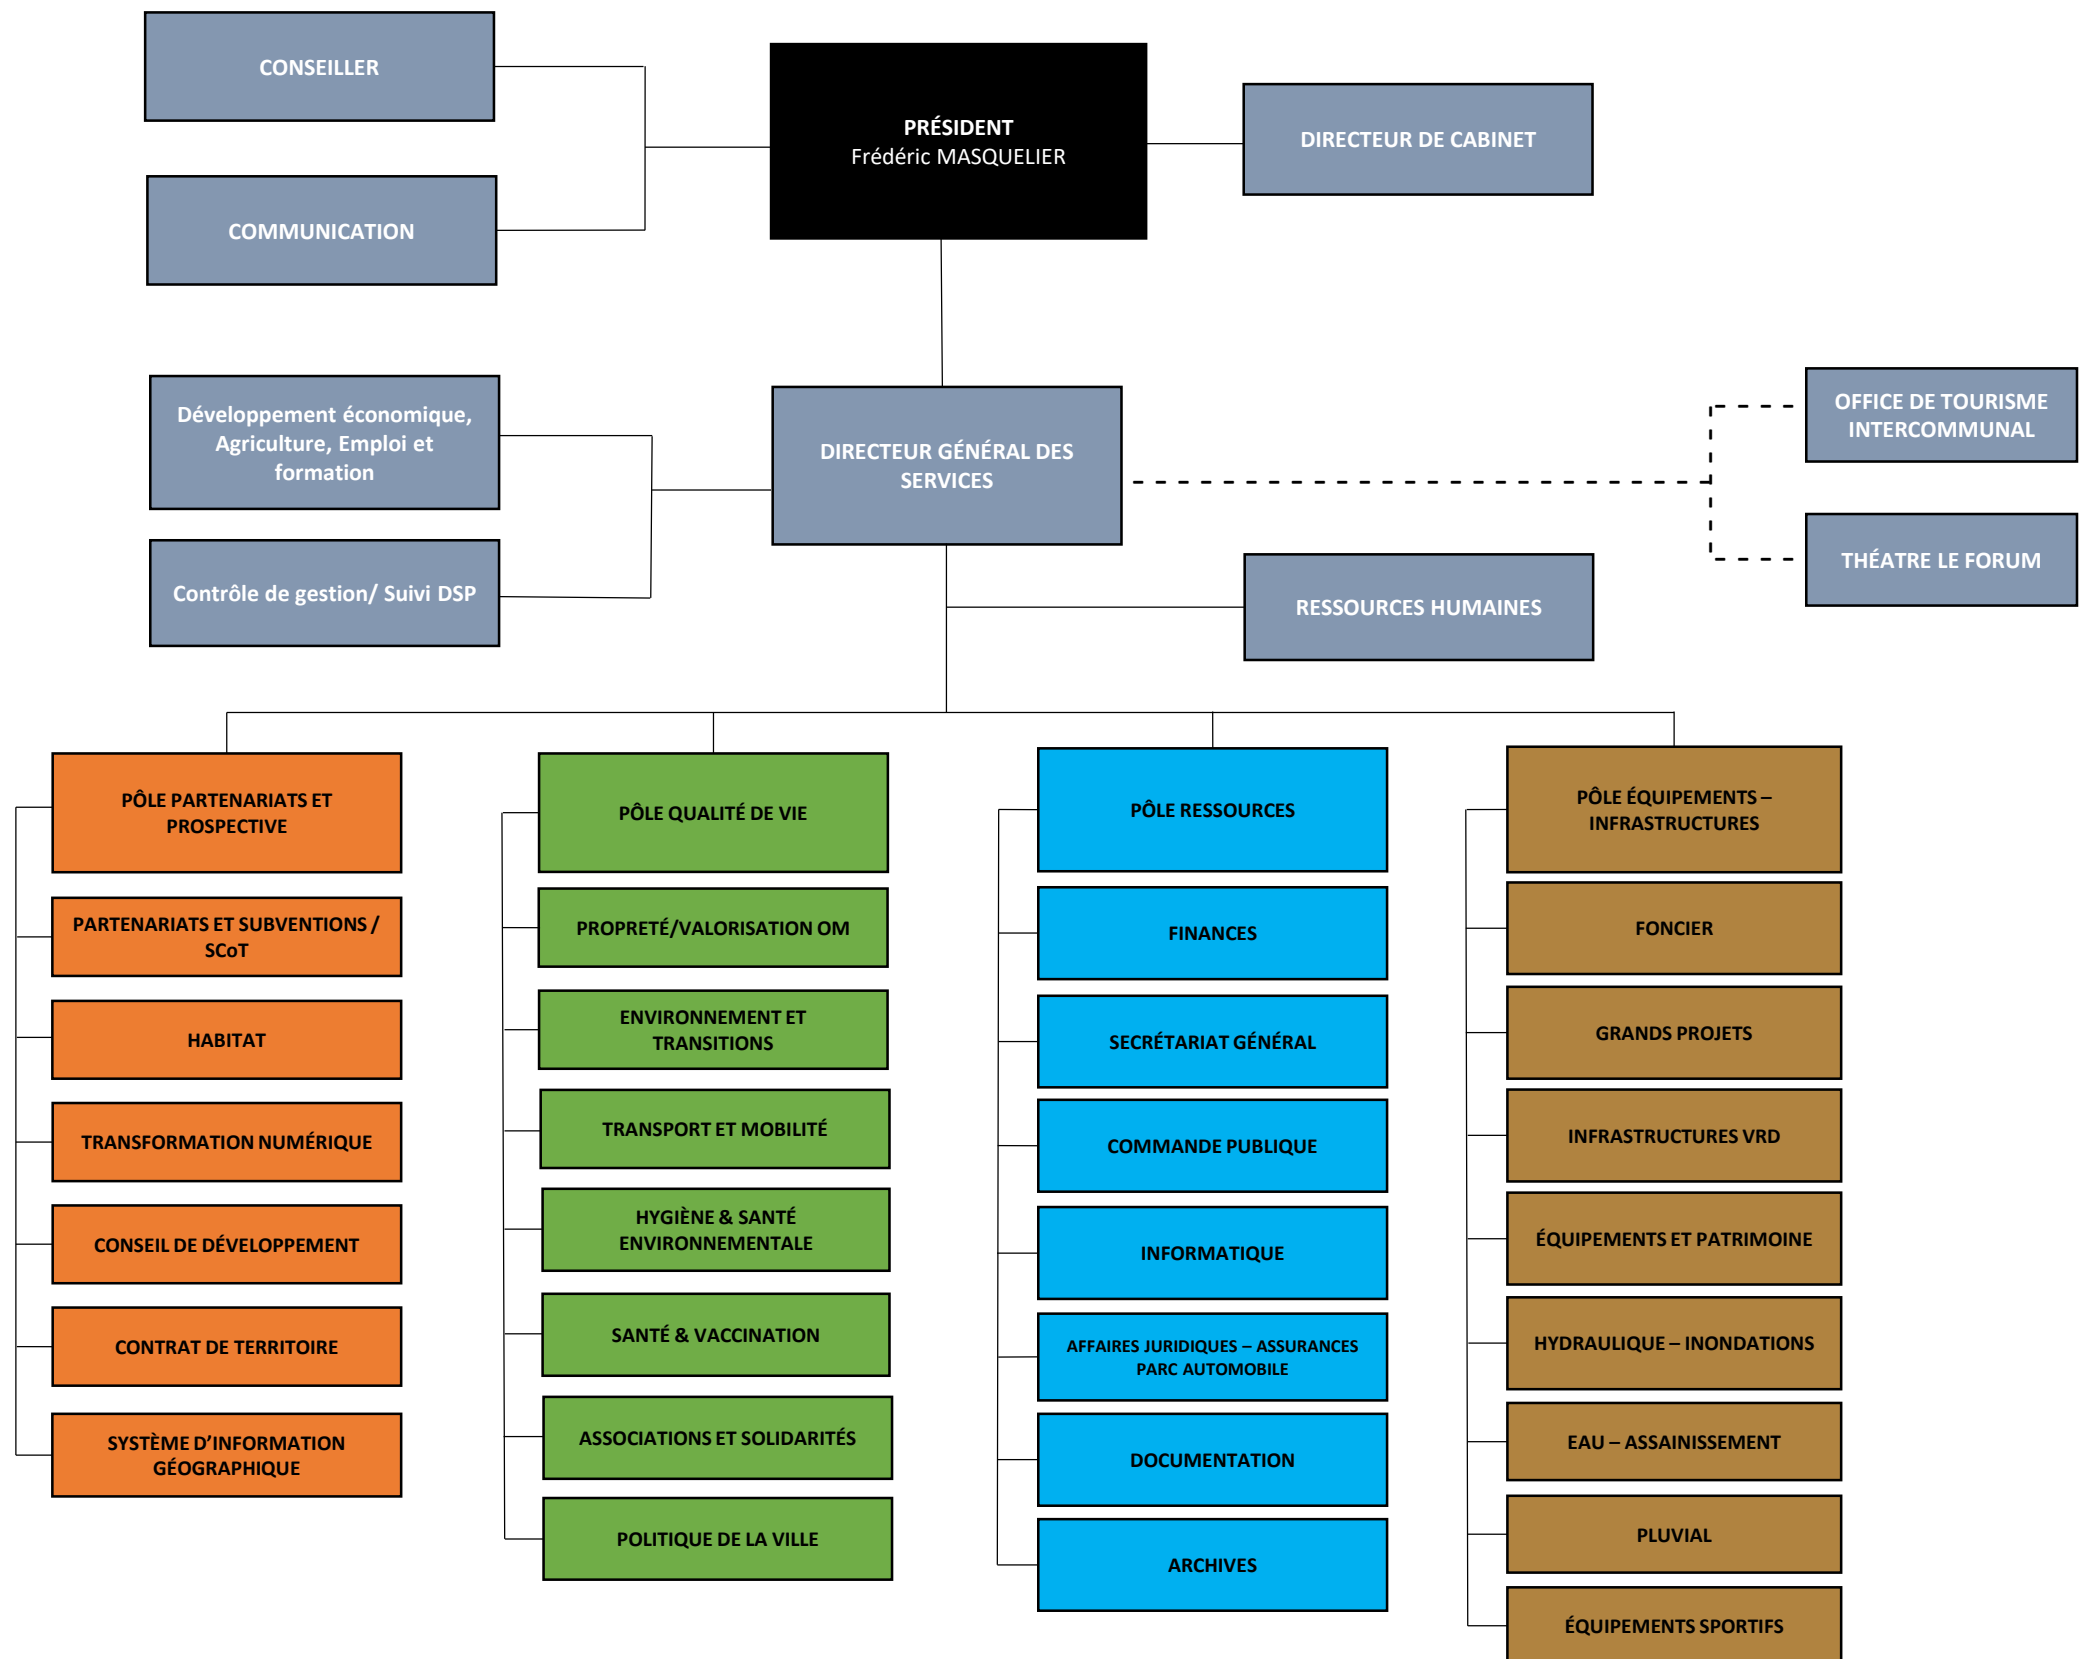 CONSEILLER
PRÉSIDENT
Frédéric MASQUELIER
DIRECTEUR DE CABINET
COMMUNICATION
Développement économique,
Agriculture, Emploi et
formation
DIRECTEUR GÉNÉRAL DES
SERVICES
OFFICE DE TOURISME
INTERCOMMUNAL
THÉATRE LE FORUM
Contrôle de gestion/ Suivi DSP
RESSOURCES HUMAINES
PÔLE PARTENARIATS ET
PROSPECTIVE
PARTENARIATS ET SUBVENTIONS /
SCoT
HABITAT
TRANSFORMATION NUMÉRIQUE
CONSEIL DE DÉVELOPPEMENT
CONTRAT DE TERRITOIRE
SYSTÈME D’INFORMATION
GÉOGRAPHIQUE
PÔLE QUALITÉ DE VIE
PROPRETÉ/VALORISATION OM
ENVIRONNEMENT ET
TRANSITIONS
TRANSPORT ET MOBILITÉ
HYGIÈNE & SANTÉ
ENVIRONNEMENTALE
SANTÉ & VACCINATION
ASSOCIATIONS ET SOLIDARITÉS
POLITIQUE DE LA VILLE
PÔLE RESSOURCES
FINANCES
SECRÉTARIAT GÉNÉRAL
COMMANDE PUBLIQUE
INFORMATIQUE
AFFAIRES JURIDIQUES – ASSURANCES
PARC AUTOMOBILE
DOCUMENTATION
ARCHIVES
PÔLE ÉQUIPEMENTS –
INFRASTRUCTURES
FONCIER
GRANDS PROJETS
INFRASTRUCTURES VRD
ÉQUIPEMENTS ET PATRIMOINE
HYDRAULIQUE – INONDATIONS
EAU – ASSAINISSEMENT
PLUVIAL
ÉQUIPEMENTS SPORTIFS